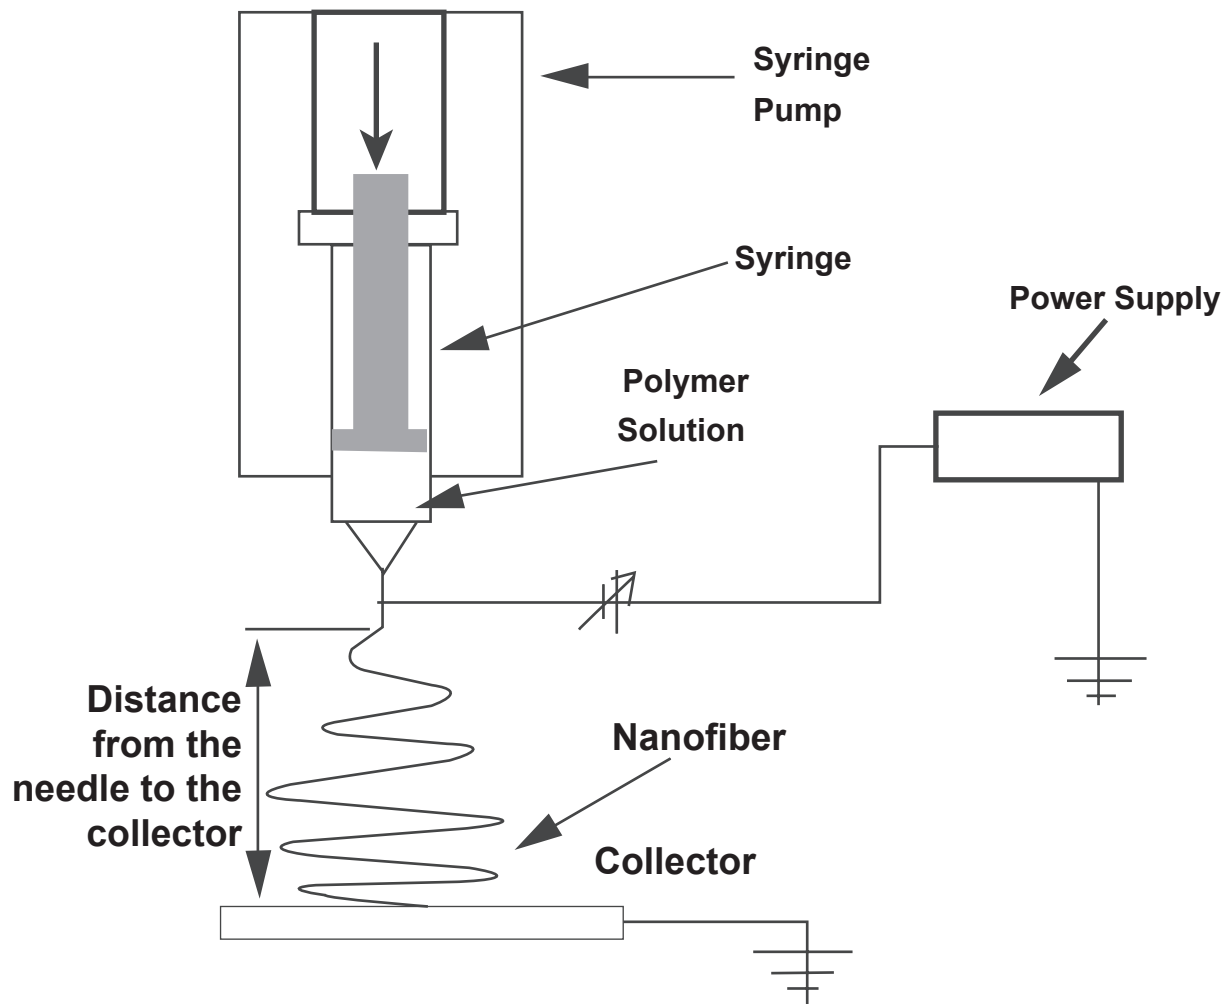 Syringe
Pump
Syringe
Power Supply
Polymer
Solution
Distance
from the
needle to the
collector
Nanofiber
Collector